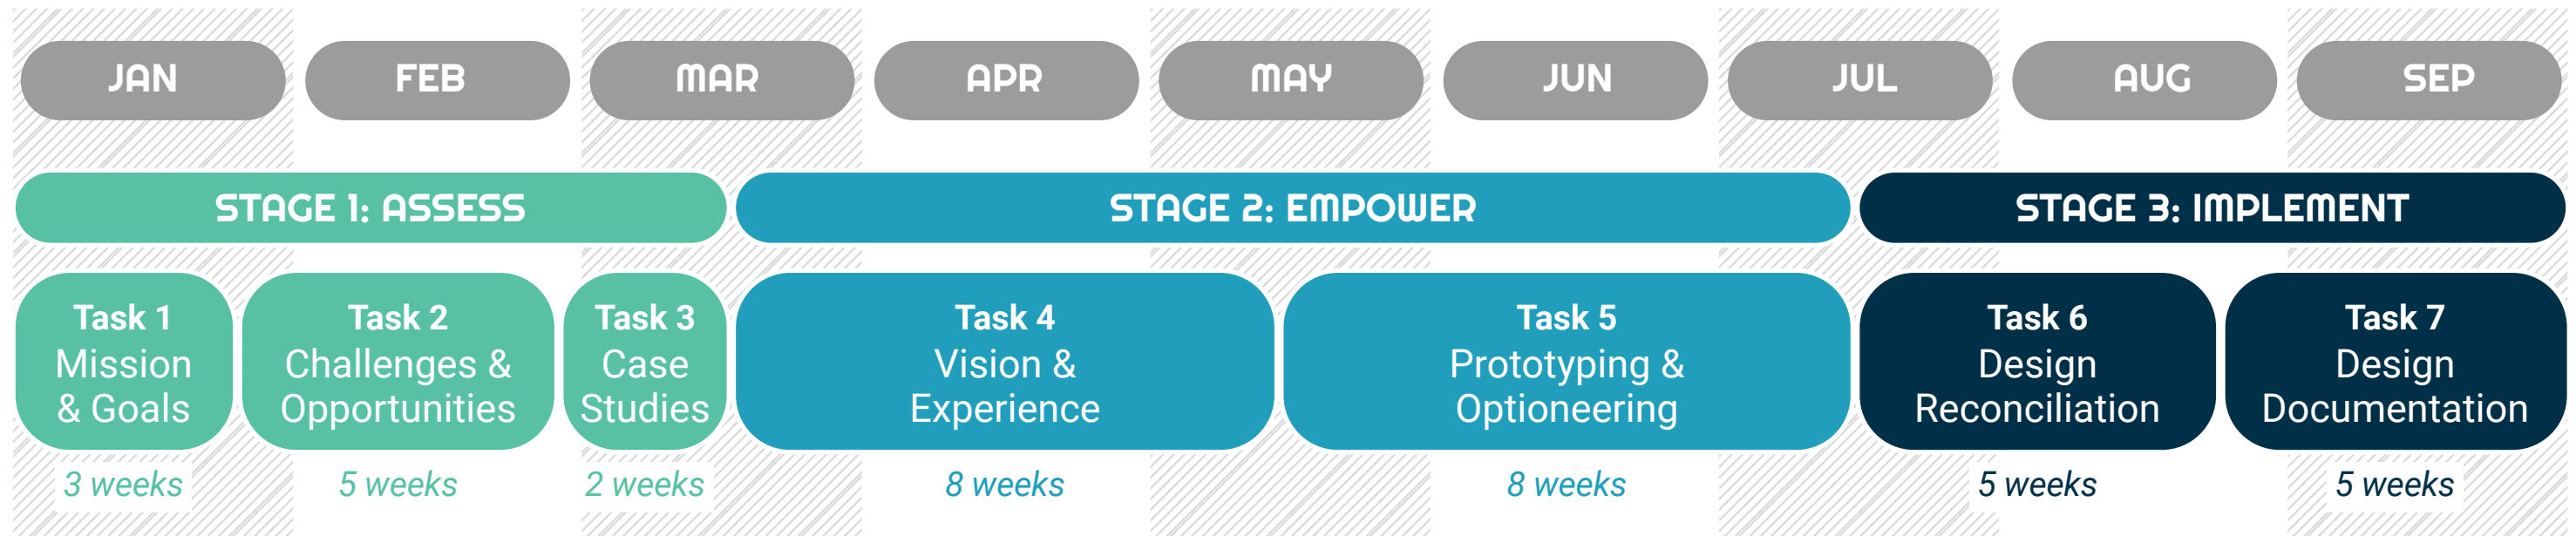 JAN
FEB
MAR
APR
MAY
JUN
JUL
AUG
SEP
STAGE 1: ASSESS
STAGE 2: EMPOWER
STAGE 3: IMPLEMENT
Task 1
Mission
& Goals
3 weeks
Task 2
Challenges &
Opportunities
5 weeks
Task 3
Case
Studies
2 weeks
Task 4
Vision &
Experience
8 weeks
Task 5
Prototyping &
Optioneering
8 weeks
Task 6
Design
Reconciliation
5 weeks
Task 7
Design
Documentation
5 weeks